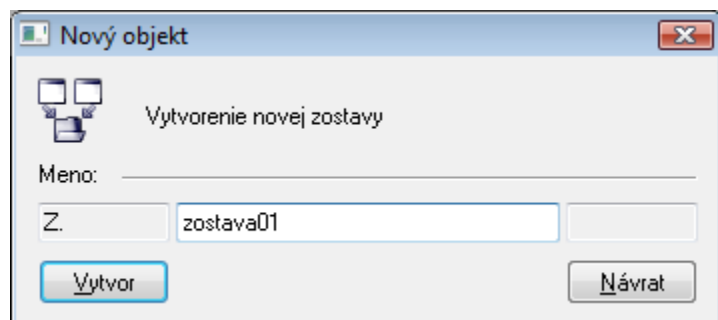 Nový objekt
Vytvorenie novej zostavy
Meno:
Z. zostava01
Vytvor Návrat